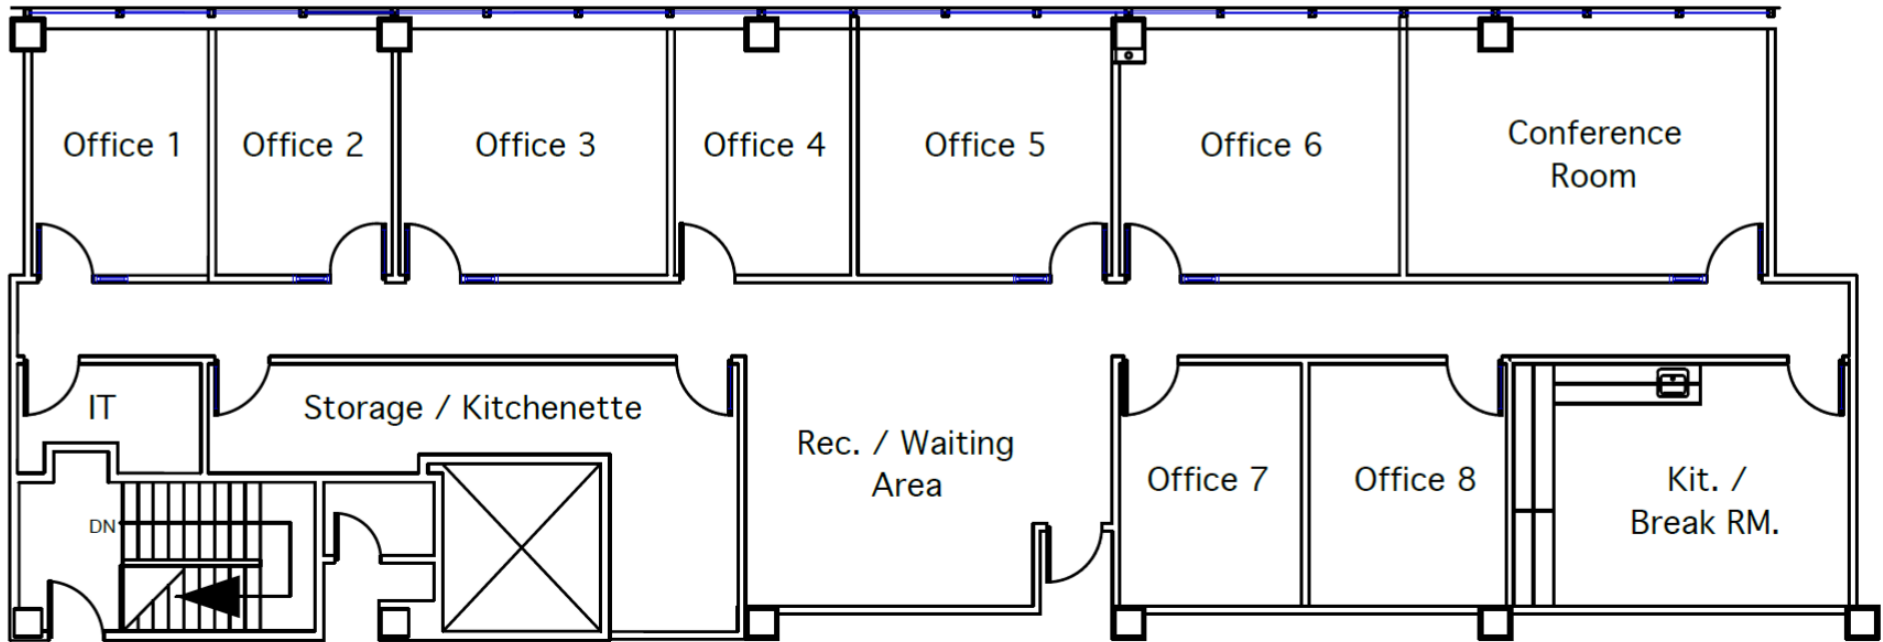 Office 1
Office 2
Office 3
Office 4
Office 5
Office 6
Conference
Room
IT
Storage / Kitchenette
Rec. / Waiting
Area
Office 7
Office 8
Kit. /
Break RM.
DN